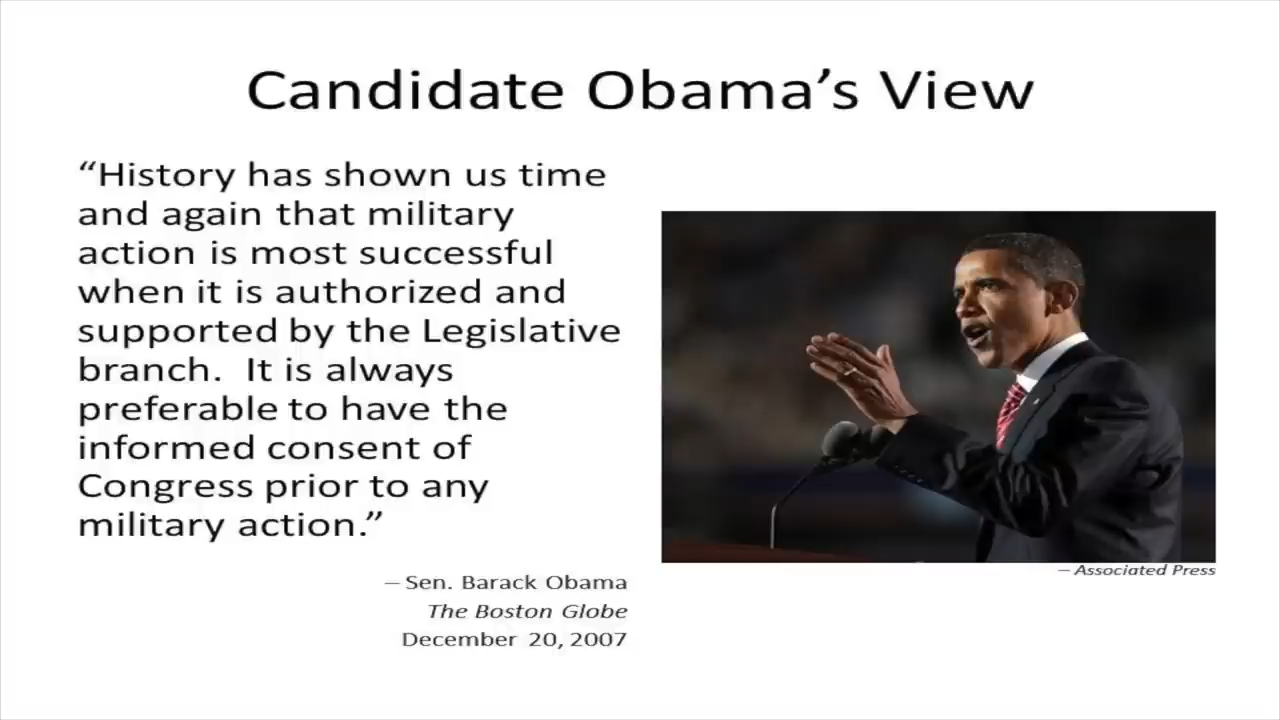 Candidate Obama’s View
“History has shown us time
and again that military
action is most successful
when it is authorized and
supported by the Legislative
branch.  It is always
preferable to have the
informed consent of
Congress prior to any
military action.”
– Sen. Barack Obama
The Boston Globe
December 20, 2007
– Associated Press